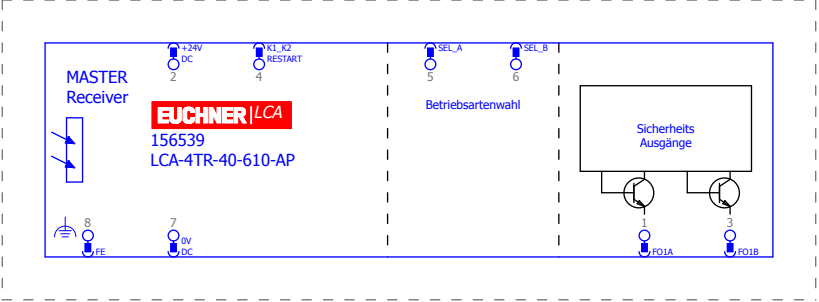 +24V
DC
2
K1_K2
RESTART
4
SEL_A
5
SEL_B
6
MASTER
Receiver
EUCHNER LCA
156539
LCA-4TR-40-610-AP
Betriebsartenwahl
Sicherheits
Ausgänge
8
FE
7
0V
DC
1
FO1A
3
FO1B